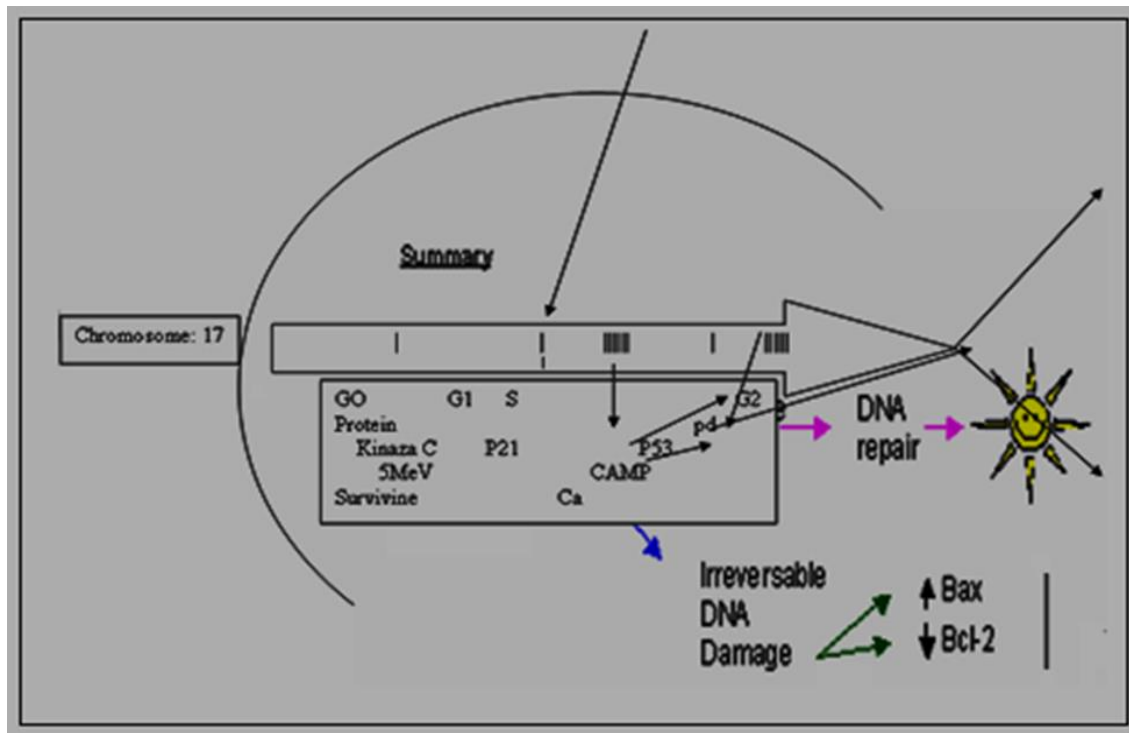 Summary
Chromosome: 17
GO G1 S G2
Protein pd
Kinaza C P21 P53
5MeV CAMP
Survivine Ca
DNA
repair
Irreversable
DNA
Damage
Bax
Bcl-2